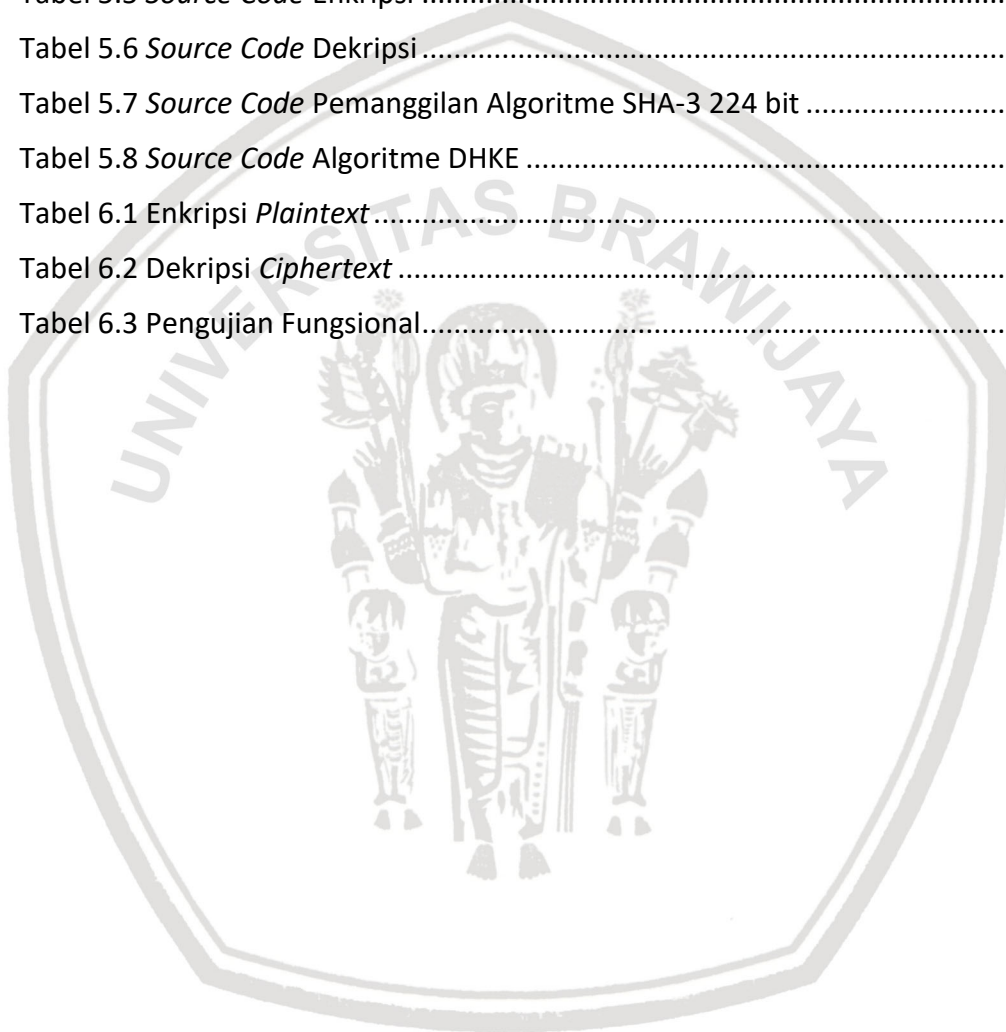 Tabel 5.6 Source Code Dekripsi........................................................................
Tabel 5.7 Source Code Pemanggilan Algoritme SHA-3 224 bit .........................
Tabel 5.8 Source Code Algoritme DHKE ..........................................................
Tabel 6.1 Enkripsi Plaintext..............................................................................
Tabel 6.2 Dekripsi Ciphertext ...........................................................................
Tabel 6.3 Pengujian Fungsional.........................................................................
UNIVERSITAS BRAWIJAYA